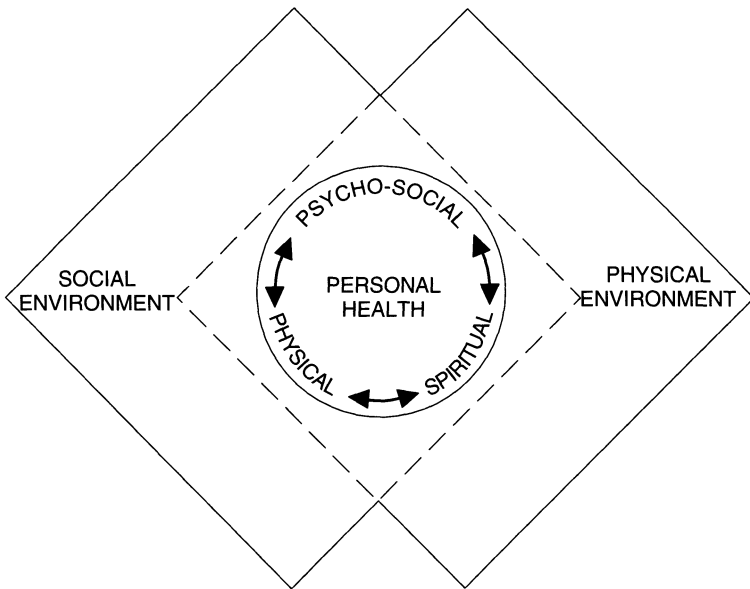 PSYCHO-SOCIAL
SOCIAL
ENVIRONMENT
PERSONAL
HEALTH
PHYSICAL
ENVIRONMENT
PHYSICAL
SPIRITUAL